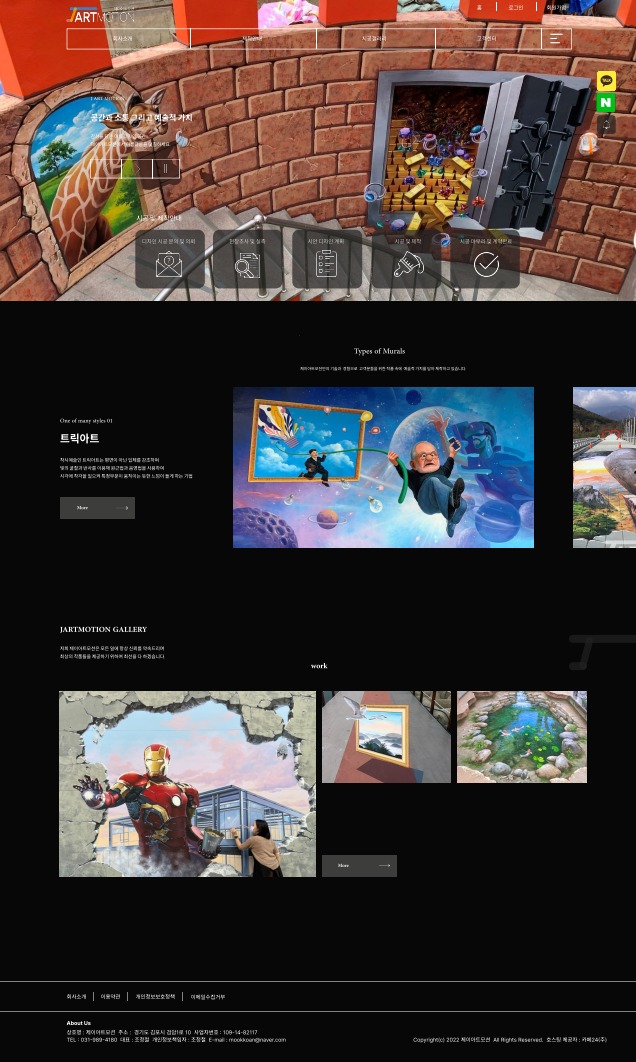 JARTMOTION
홈
로그인
회원가입
회사소개
제작안내
시공갤러리
고객센터
TALK
N
공간과 소통 그리고 예술적 가치
시공 및 제작안내
디자인 시공 문의 및 의뢰
현장조사 및 실측
시안 디자인 계획
시공 및 제작
시공 마무리 및 계약완료
Types of Murals
제이아트모션만의 기술과 경험으로 고객분들을 위한 작품 속에 예술적 가치를 담아 제작하고 있습니다.
One of many styles 01
트릭아트
착시예술인 트릭아트는 평면이 아닌 입체를 강조하며
빛의 굴절과 반사를 이용해 원근법과 음영법을 사용하여
시각에 착각을 일으켜 특정부분이 움직이는 듯한 느낌이 들게 하는 기법
More
JARTMOTION GALLERY
저희 제이아트모션은 모든 일에 항상 신뢰를 약속드리며
최상의 작품들을 제공하기 위하여 최선을 다 하겠습니다.
work
More
회사소개
이용약관
개인정보보호정책
이메일수집거부
About Us
상호명 : 제이아트모션 주소 : 경기도 김포시 검암1로 10 사업자번호 : 109-14-82117
TEL : 031-989-4180 대표 : 조정철 개인정보책임자 : 조정철 E-mail : mookkoan@naver.com
Copyright(c) 2022 제이아트모션 All Rights Reserved. 호스팅 제공자 : 카페24(주)